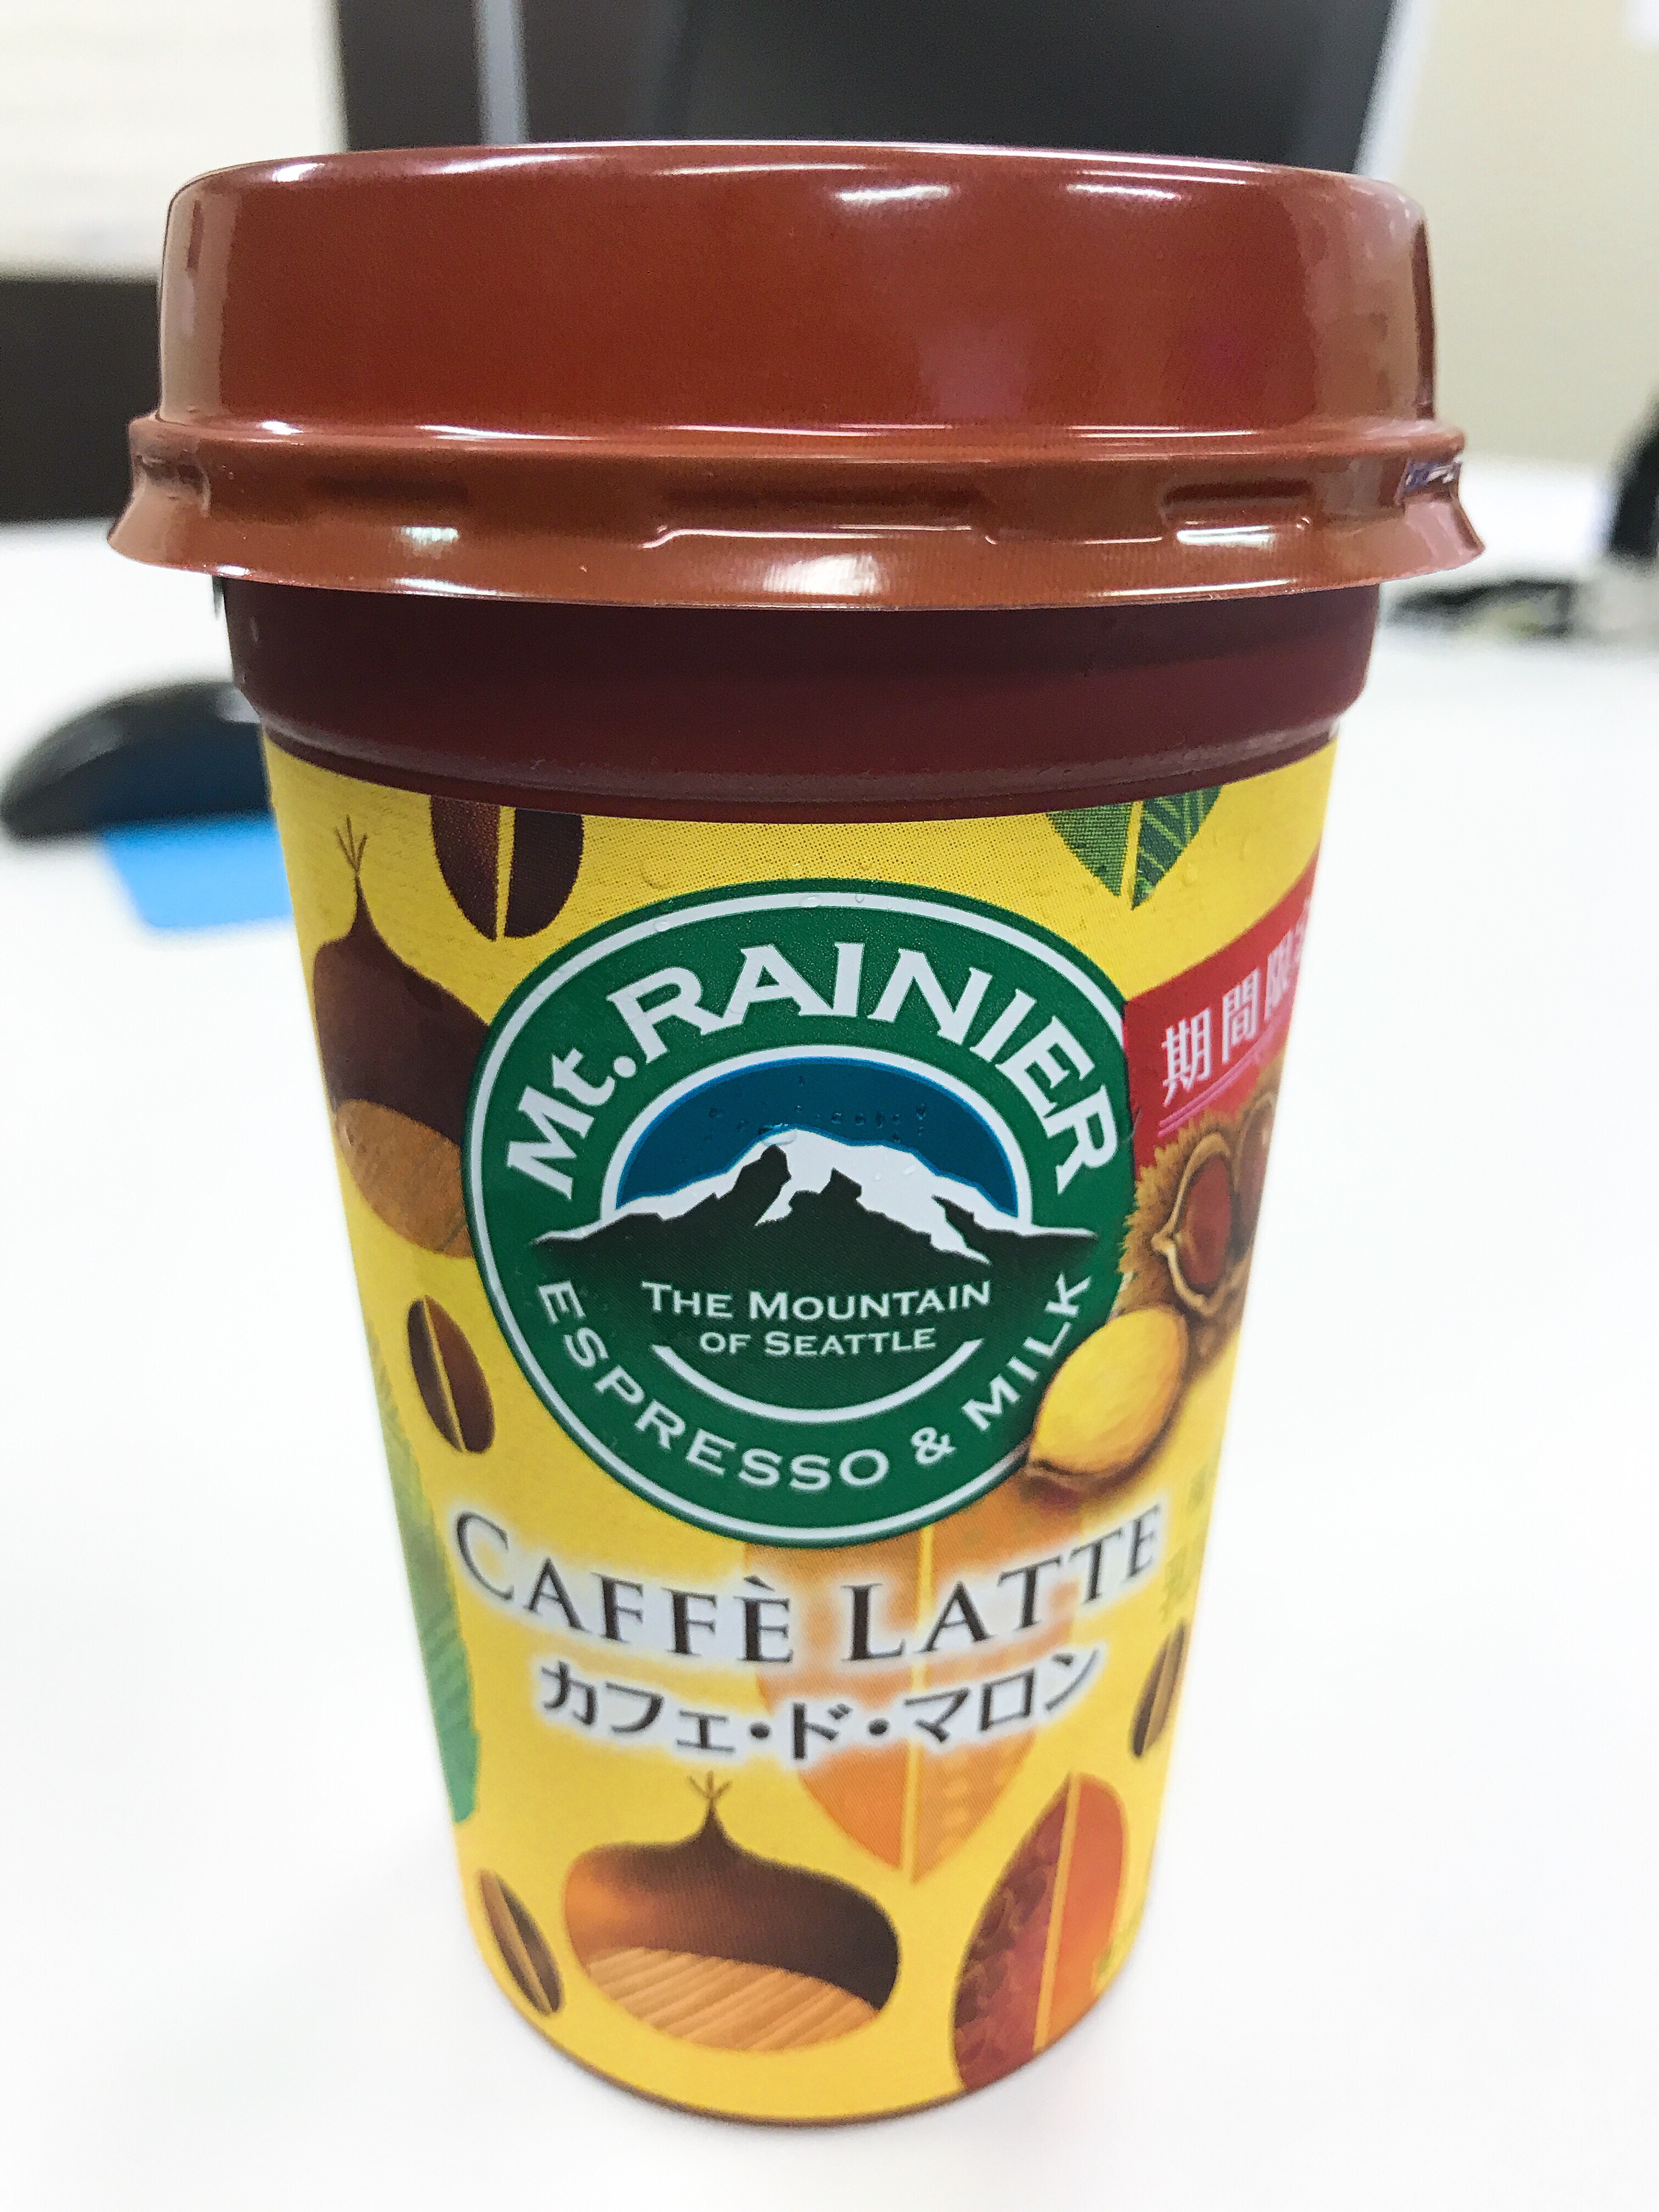 Mt. RAINIER
期間限
THE MOUNTAIN
OF SEATTLE
ESPRESSO & MILK
CAFFÈ LATTE
カフェ・ド・マロン